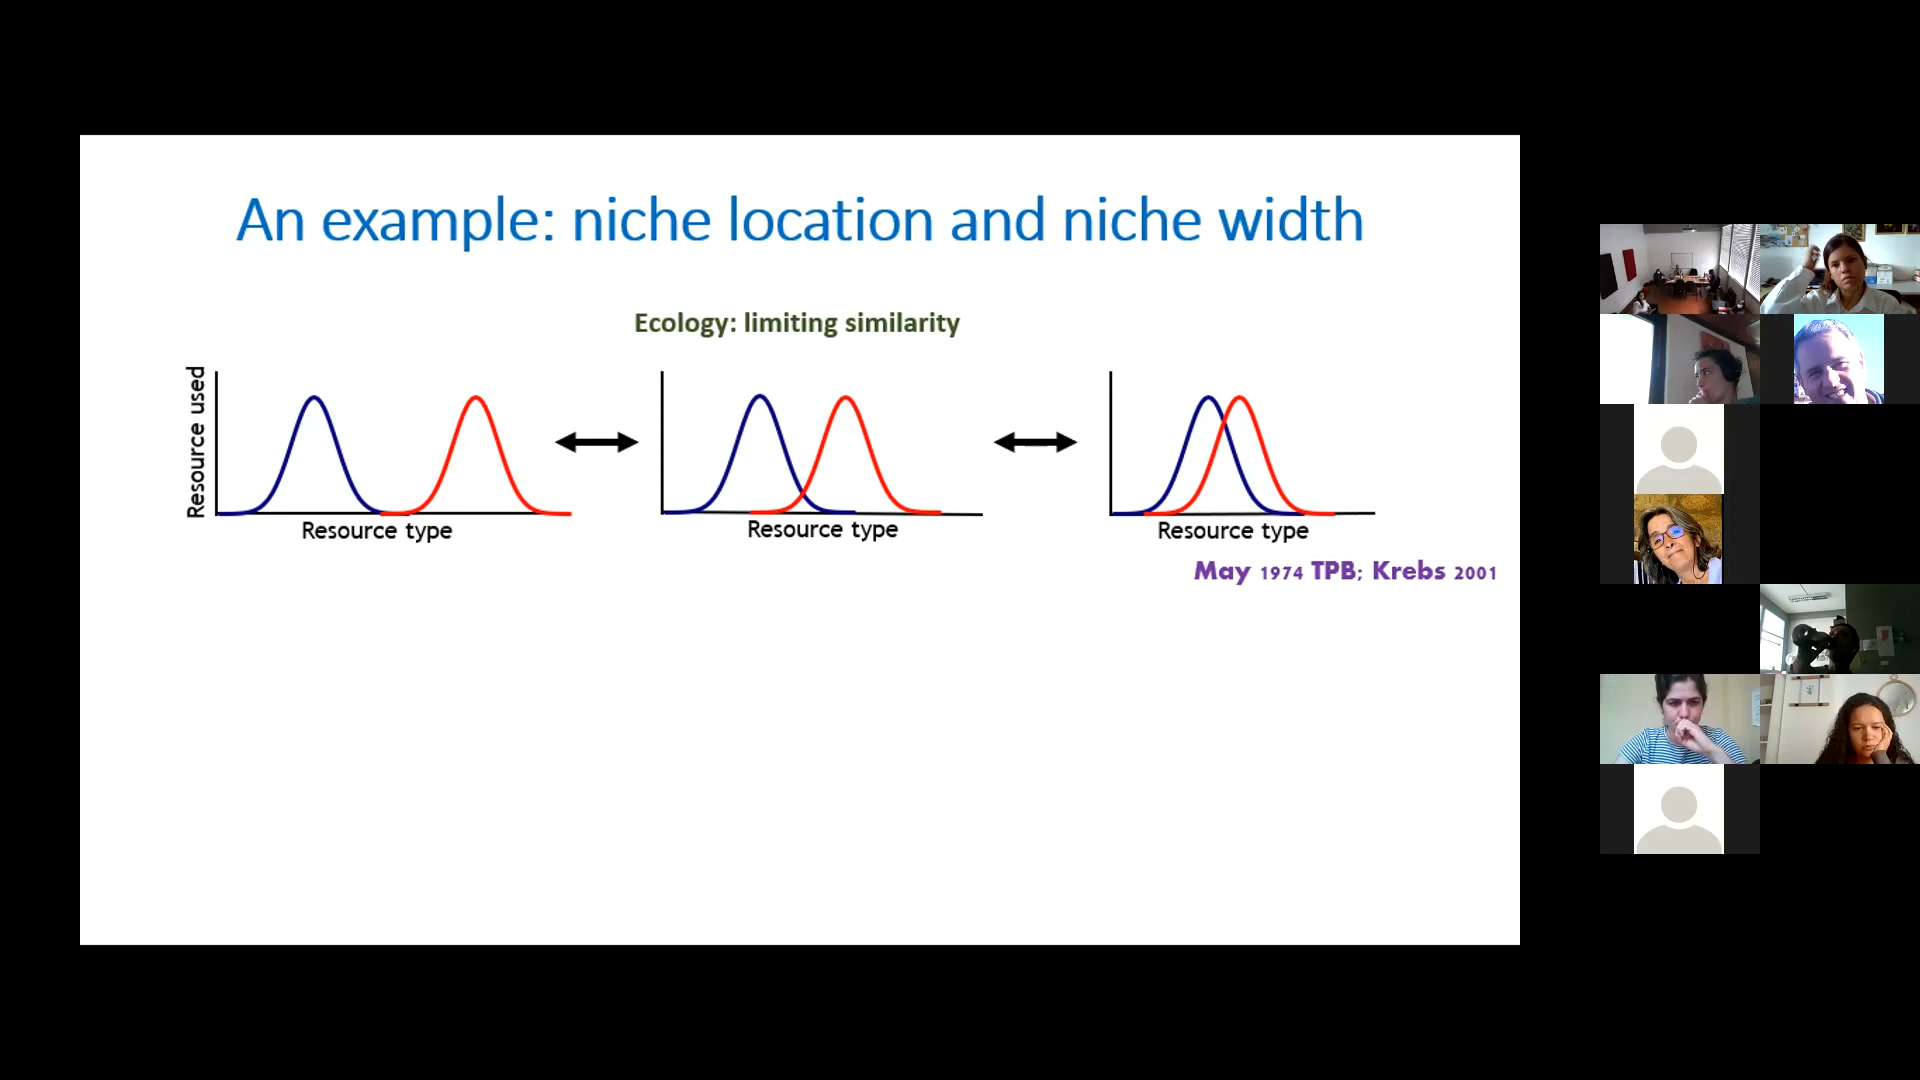 An example: niche location and niche width
Ecology: limiting similarity
Resource used
Resource type
Resource type
Resource type
May 1974 TPB; Krebs 2001